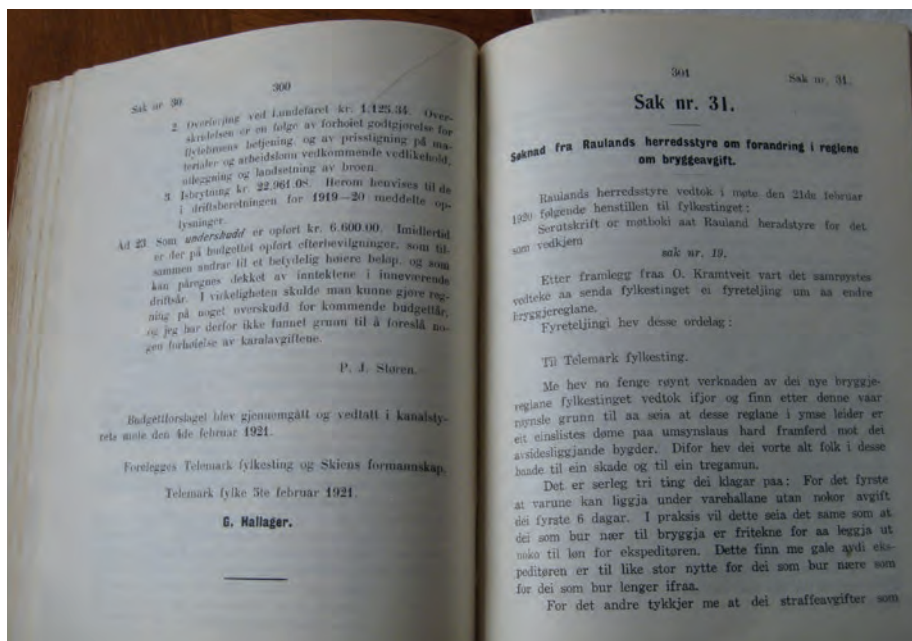 300
Sak nr 30
2. Overføring ved Lundefaret kr. 1.125.34. Over-
skridelsen er en følge av forhøiet godtgjørelse for
betjening, og av prisstigning på ma-
terialer og arbeidslønn vedkommende vedlikehold,
utleggning og landsetning av broen.
3. Isbrytning kr. 22.961.08. Herom henvises til de
i driftsberetningen for 1919—20 meddelte op-
lysninger.
Ad 23 Som underskudd er opført kr. 6.600.00. Imidlertid
er der på budgettet opført efterbevilgninger, som til-
sammen andrar til et betydelig høiere beløp, og som
kan påregnes dekket av inntektene i inneværende
driftsår. I virkeligheten skulde man kunne gjøre reg-
ning på noget overskudd for kommende budgettår,
og jeg har derfor ikke funnet grunn til å foreslå no-
gen forhøielse av kanalavgiftene.
P. J. Støren.
Budgettforslaget blev gjennemgått og vedtatt i kanalsty-
rets møte den 4de februar 1921.
Forelegges Telemark fylkesting og Skiens formannskap.
Telemark fylke 5te februar 1921.
G. Hallager.
301
Sak nr. 31.
Sak nr. 31.
Søknad fra Raulands herredsstyre om forandring i reglene
om bryggeavgift.
Raulands herredsstyre vedtok i møte den 21de februar
1920 følgende henstillen til fylkestinget:
Serutskrift or møtboki aat Rauland heradstyre for det
som vedkjem
sak nr. 19.
Etter framlegg fraa O. Kramtveit vart det samrøystes
vedteke aa senda fylkestinget ei fyreteljing um aa endre
bryggjereglane.
Fyreteljingi hev desse ordelag:
Til Telemark fylkesting.
Me hev no fenge røynt verknaden av dei nye bryggje-
reglane fylkestinget vedtok ifjor og finn etter denne vaar
røynsle grunn til aa seia at desse reglane i ymse leider er
eit einslistes døme paa umsynslaus hard framferd mot dei
avsidesliggjande bygder. Difor hev dei vorte alt folk i desse
baade til ein skade og til ein tregamun.
Det er serleg tri ting dei klagar paa: For det fyrste
at varune kan liggja under varehallane utan nokor avgift
dei fyrste 6 dagar. I praksis vil dette seia det same som at
dei som bur nær til bryggja er fritekne for aa leggja ut
noko til løn for ekspeditøren. Dette finn me gale avdi eks-
peditøren er til like stor nytte for dei som bur nære som
for dei som bur lenger ifraa.
For det andre tykkjer me at dei straffeavgifter som